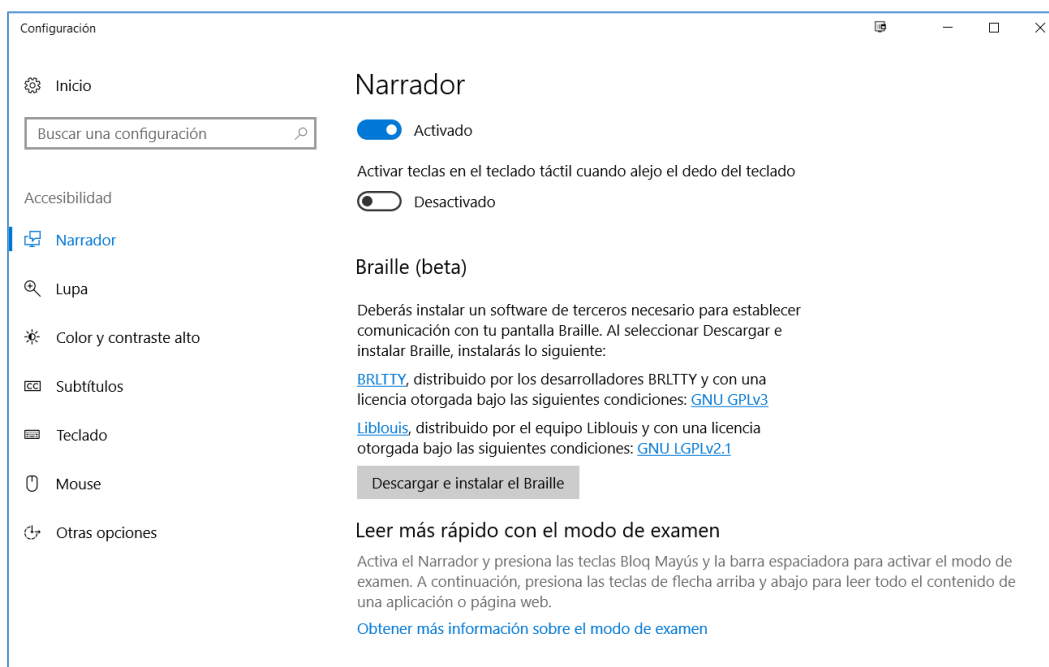 Configuración
Inicio
Buscar una configuración
Accesibilidad
Narrador
Lupa
Color y contraste alto
Subtítulos
Teclado
Mouse
Otras opciones
Narrador
Activado
Activar teclas en el teclado táctil cuando alejo el dedo del teclado
Desactivado
Braille (beta)
Deberás instalar un software de terceros necesario para establecer
comunicación con tu pantalla Braille. Al seleccionar Descargar e
instalar Braille, instalarás lo siguiente:
BRLTTY, distribuido por los desarrolladores BRLTTY y con una
licencia otorgada bajo las siguientes condiciones: GNU GPLv3
Liblouis, distribuido por el equipo Liblouis y con una licencia
otorgada bajo las siguientes condiciones: GNU LGPLv2.1
Descargar e instalar el Braille
Leer más rápido con el modo de examen
Activa el Narrador y presiona las teclas Bloq Mayús y la barra espaciadora para activar el modo de
examen. A continuación, presiona las teclas de flecha arriba y abajo para leer todo el contenido de
una aplicación o página web.
Obtener más información sobre el modo de examen